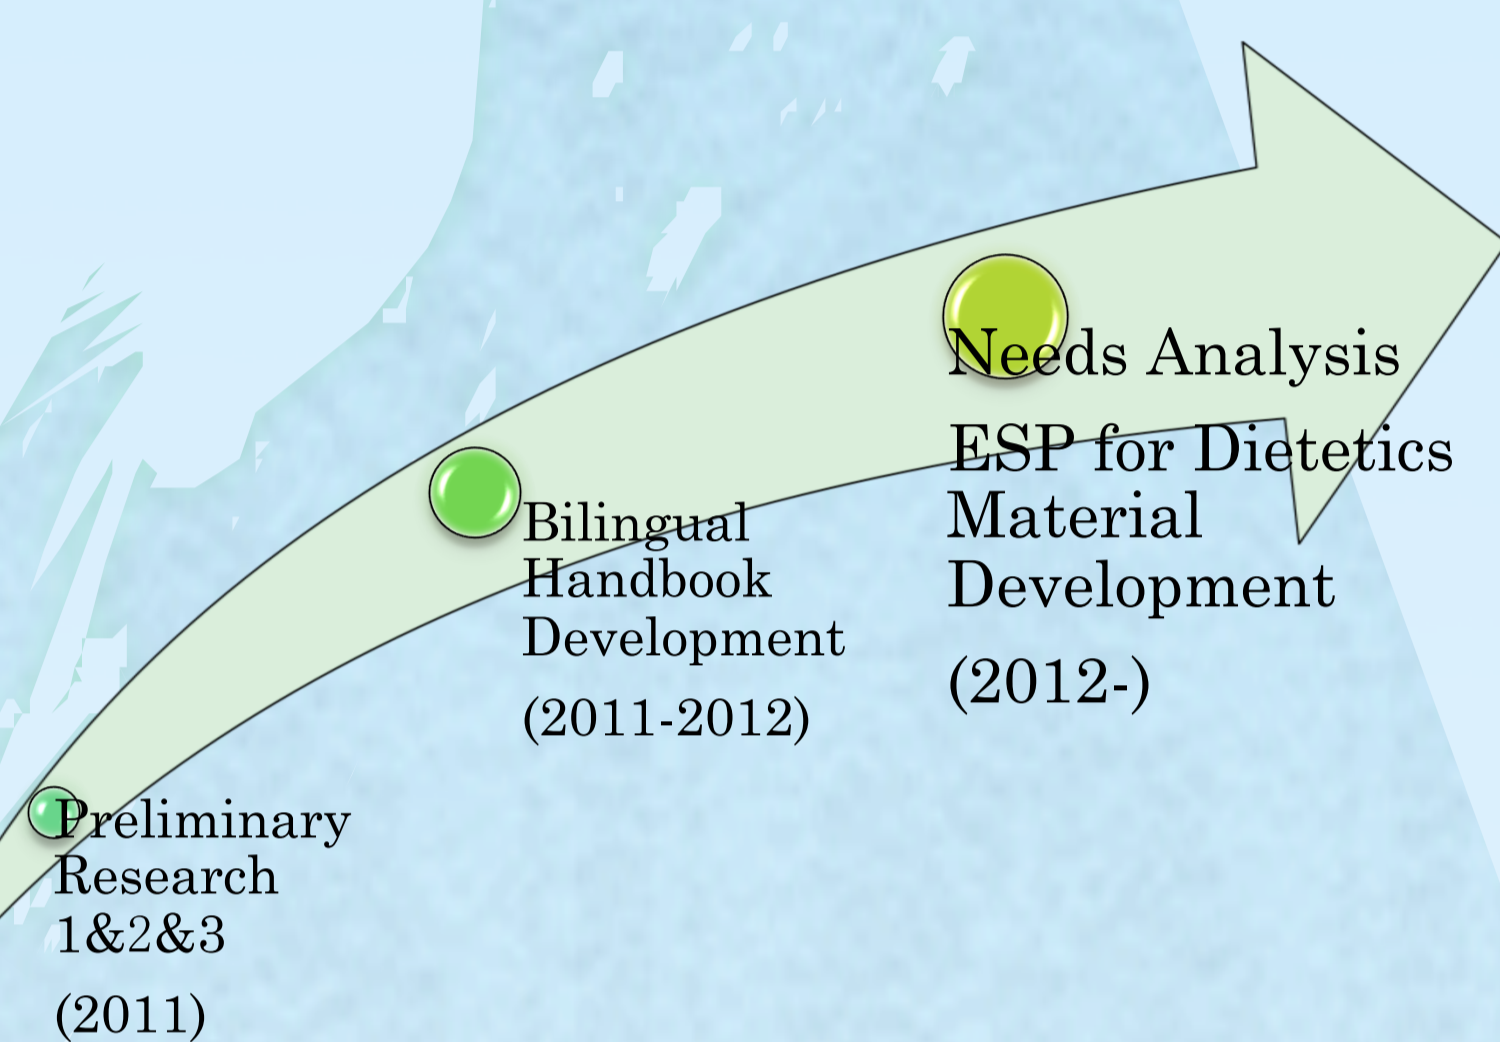 Needs Analysis
ESP for Dietetics
Material
Development
(2012-)
Bilingual
Handbook
Development
(2011-2012)
Preliminary
Research
1&2&3
(2011)